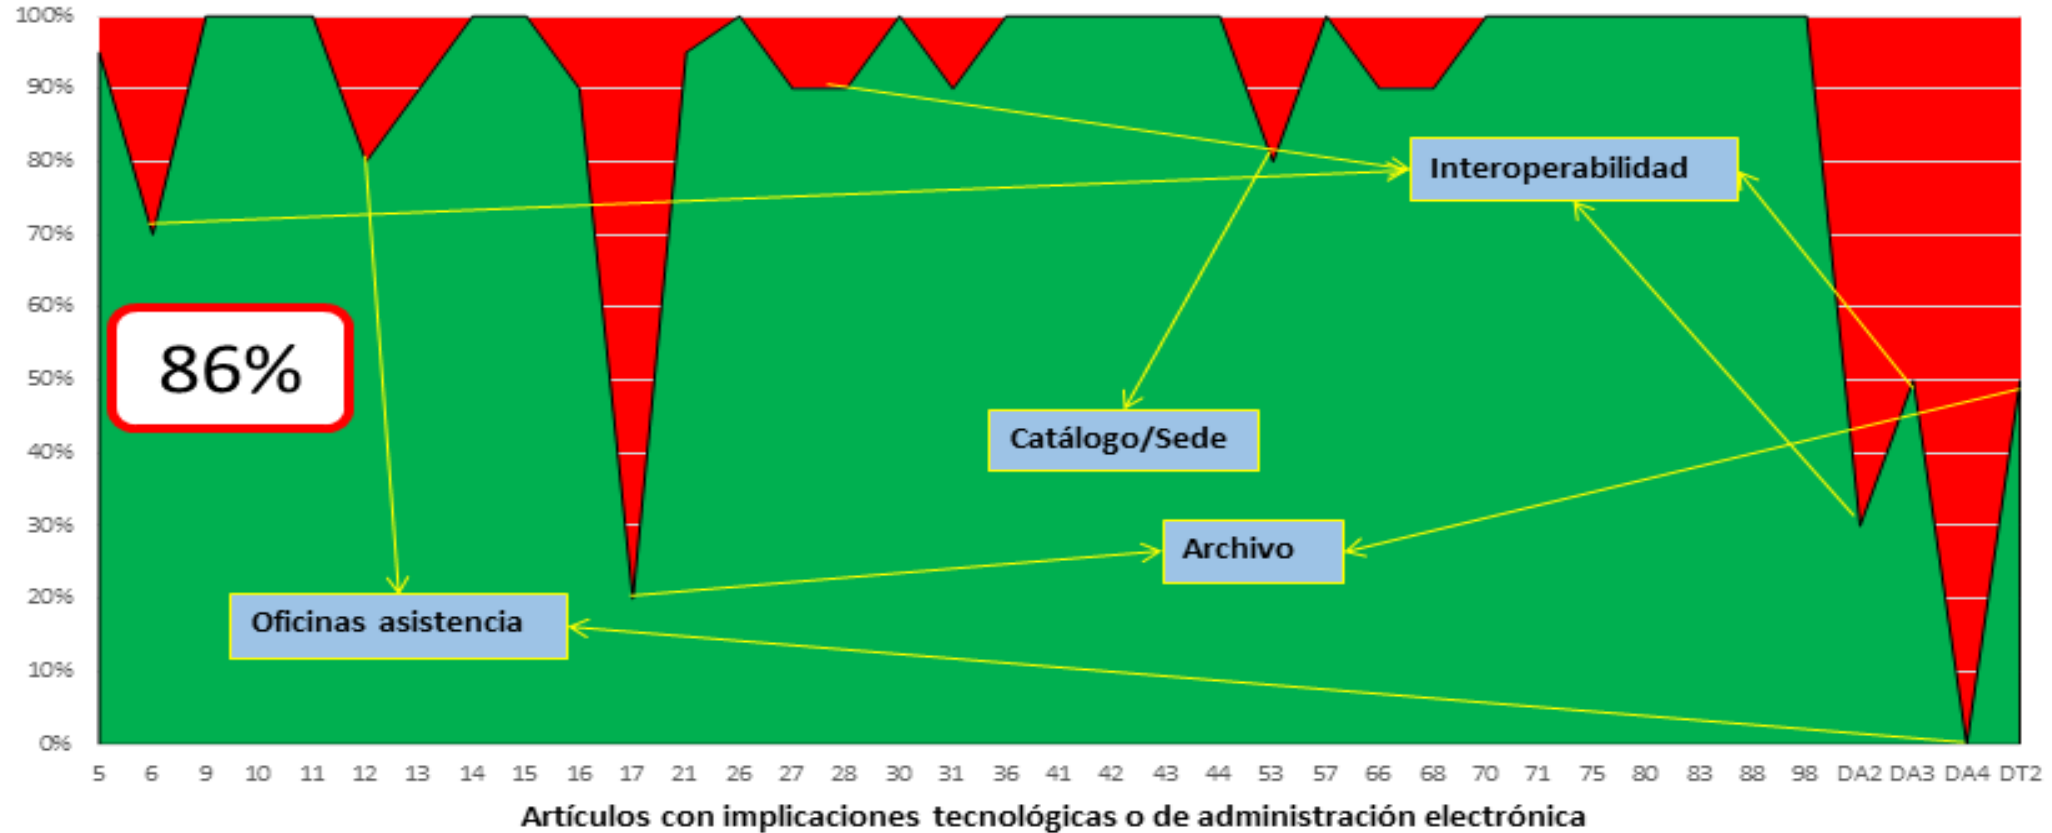 100%
90%
80%
70%
60%
50%
40%
30%
20%
10%
0%
86%
Interoperabilidad
Catálogo/Sede
Archivo
Oficinas asistencia
5 6 9 10 11 12 13 14 15 16 17 21 26 27 28 30 31 36 41 42 43 44 53 57 66 68 70 71 75 80 83 88 98 DA2 DA3 DA4 DT2
Artículos con implicaciones tecnológicas o de administración electrónica